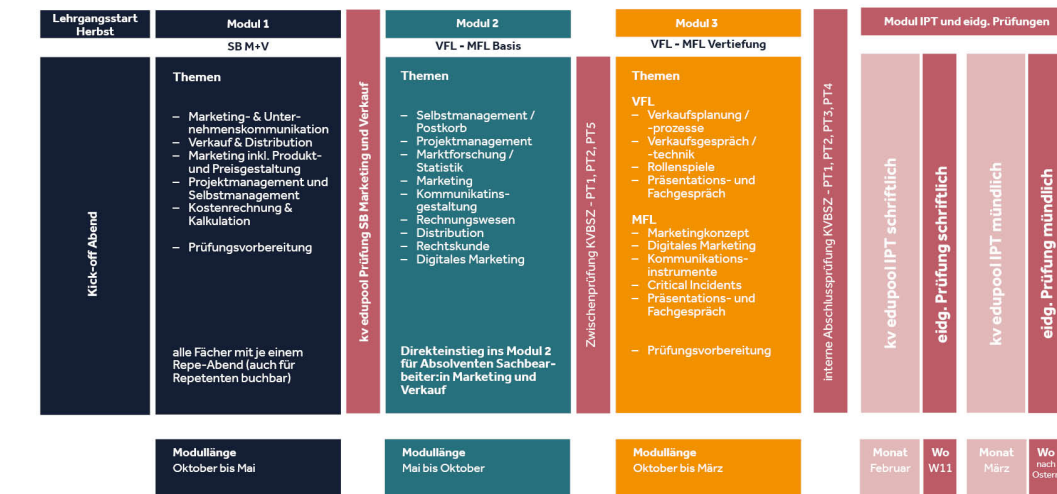 Lehrgangsstart
Herbst
Kick-off Abend
Modul 1
SB M+V
Themen
– Marketing- & Unter-
nehmenskommunikation
– Verkauf & Distribution
– Marketing inkl. Produkt-
und Preisgestaltung
– Projektmanagement und
Selbstmanagement
– Kostenrechnung &
Kalkulation
– Prüfungsvorbereitung
alle Fächer mit je einem
Repe-Abend (auch für
Repetenten buchbar)
Modullänge
Oktober bis Mai
kv edupool Prüfung SB Marketing und Verkauf
Modul 2
VFL - MFL Basis
Themen
– Selbstmanagement /
Postkorb
– Projektmanagement
– Marktforschung /
Statistik
– Marketing
– Kommunikatins-
gestaltung
– Rechnungswesen
– Distribution
– Rechtskunde
– Digitales Marketing
Direkteinstieg ins Modul 2
für Absolventen Sachbear-
beiter:in Marketing und
Verkauf
Modullänge
Mai bis Oktober
Zwischenprüfung KVBSZ - PT1, PT2, PT5
Modul 3
VFL - MFL Vertiefung
Themen
VFL
– Verkaufsplanung /
-prozesse
– Verkaufsgespräch /
-technik
– Rollenspiele
– Präsentations- und
Fachgespräch
MFL
– Marketingkonzept
– Digitales Marketing
– Kommunikations-
instrumente
– Critical Incidents
– Präsentations- und
Fachgespräch
– Prüfungsvorbereitung
Modullänge
Oktober bis März
interne Abschlussprüfung KVBSZ - PT1, PT2, PT3, PT4
Modul IPT und eidg. Prüfungen
kv edupool IPT schriftlich
eidg. Prüfung schriftlich
kv edupool IPT mündlich
eidg. Prüfung mündlich
Monat
Februar
Wo
W11
Monat
März
Wo
nach